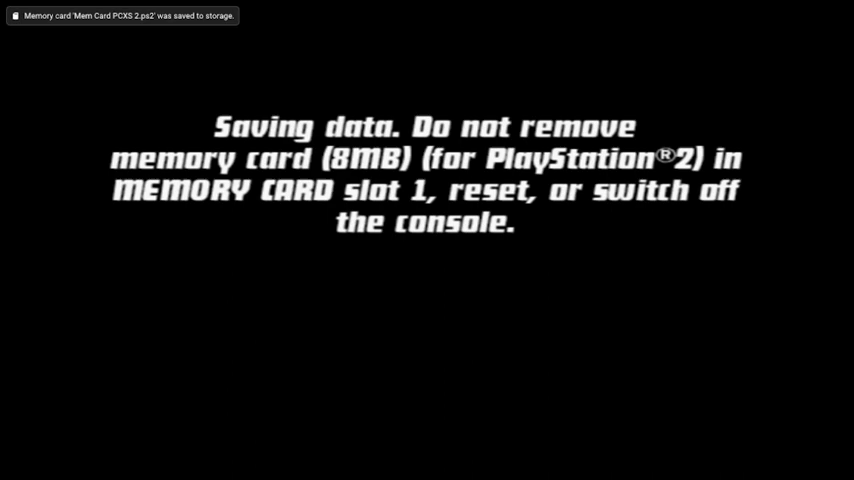 Memory card 'Mem Card PCXS 2.ps2' was saved to storage.
Saving data. Do not remove
memory card (8MB) (for PlayStation®2) in
MEMORY CARD slot 1, reset, or switch off
the console.